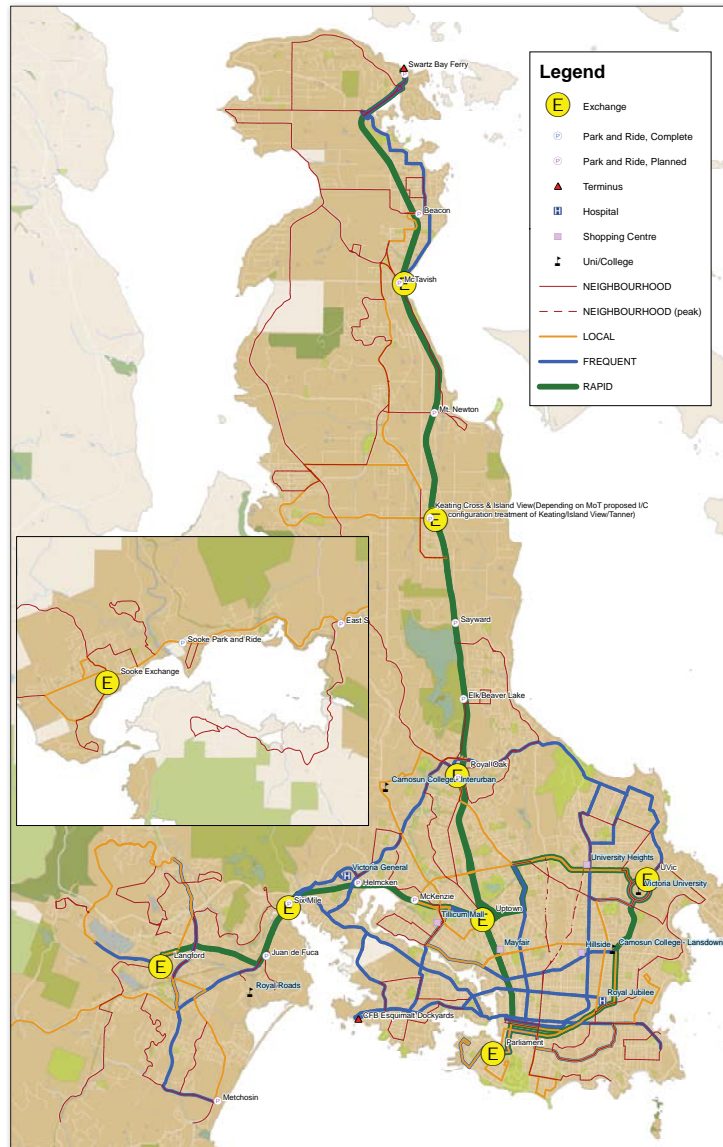 Swartz Bay Ferry
Legend
E Exchange
P Park and Ride, Complete
P Park and Ride, Planned
Terminus
H Hospital
Shopping Centre
Uni/College
NEIGHBOURHOOD
NEIGHBOURHOOD (peak)
LOCAL
FREQUENT
RAPID
Beacon
McTavish
Mt. Newton
Keating Cross & Island View(Depending on MoT proposed I/C
configuration treatment of Keating/Island View/Tanner)
Sayward
East S
Sooke Park and Ride
Sooke Exchange
Elk/Beaver Lake
Royal Oak
Camosun College - Interurban
University Heights
UVic
Victoria University
Victoria General
Helmcken
McKenzie
Six Mile
Tillicum Mall
Uptown
Mayfair
Hillside
Camosun College - Lansdown
Langford
Juan de Fuca
Royal Roads
Royal Jubilee
CFB Esquimalt Dockyards
Parliament
Metchosin